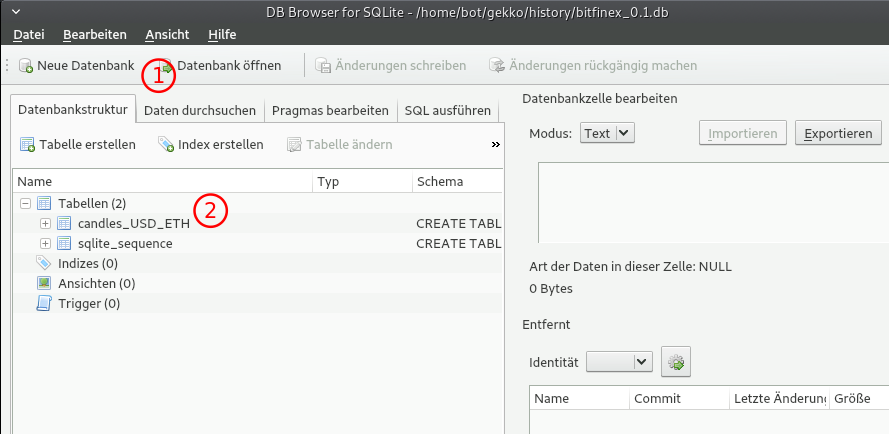 DB Browser for SQLite - /home/bot/gekko/history/bitfinex_0.1.db
Datei Bearbeiten Ansicht Hilfe
Neue Datenbank 1 Datenbank öffnen Änderungen schreiben Änderungen rückgängig machen
Datenbankstruktur Daten durchsuchen Pragmas bearbeiten SQL ausführen
Tabelle erstellen Index erstellen Tabelle ändern »
Name Typ Schema
Tabellen (2) 2
candles_USD_ETH CREATE TABL
sqlite_sequence CREATE TABL
Indizes (0)
Ansichten (0)
Trigger (0)
Datenbankzelle bearbeiten
Modus: Text Importieren Exportieren
Art der Daten in dieser Zelle: NULL
0 Bytes
Entfernt
Identität
Name Commit Letzte Änderung Größe